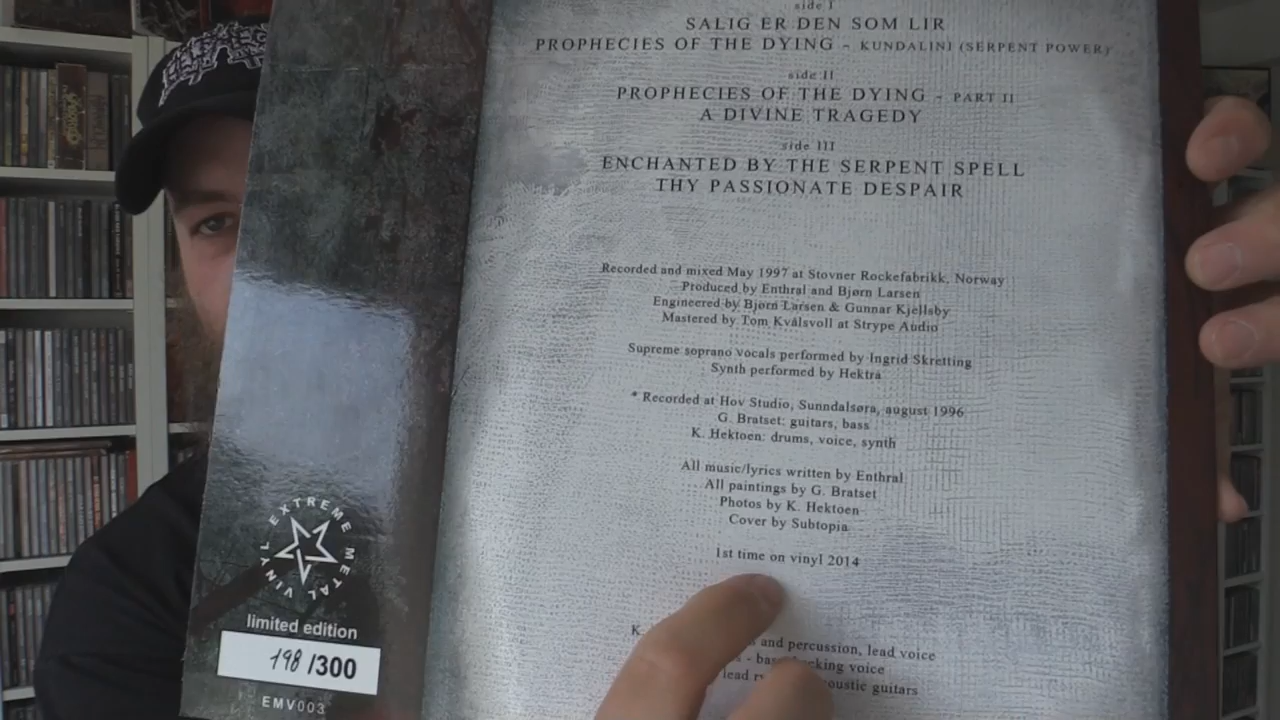 side I
SALIG ER DEN SOM LIR
PROPHECIES OF THE DYING ~ KUNDALINI (SERPENT POWER)
side II
PROPHECIES OF THE DYING ~ PART II
A DIVINE TRAGEDY
side III
ENCHANTED BY THE SERPENT SPELL
THY PASSIONATE DESPAIR
Recorded and mixed May 1997 at Stovner Rockefabrikk, Norway
Produced by Enthral and Bjørn Larsen
Engineered by Bjørn Larsen & Gunnar Kjellsby
Mastered by Tom Kvålsvoll at Strype Audio
Supreme soprano vocals performed by Ingrid Skretting
Synth performed by Hektra
* Recorded at Hov Studio, Sunndalsøra, august 1996
G. Bratset: guitars, bass
K. Hektoen: drums, voice, synth
All music/lyrics written by Enthral
All paintings by G. Bratset
Photos by K. Hektoen
Cover by Subtopia
1st time on vinyl 2014
K. and percussion, lead voice
voice
lead guitars
EXTREME METAL VINYL
limited edition
198/300
EMV003